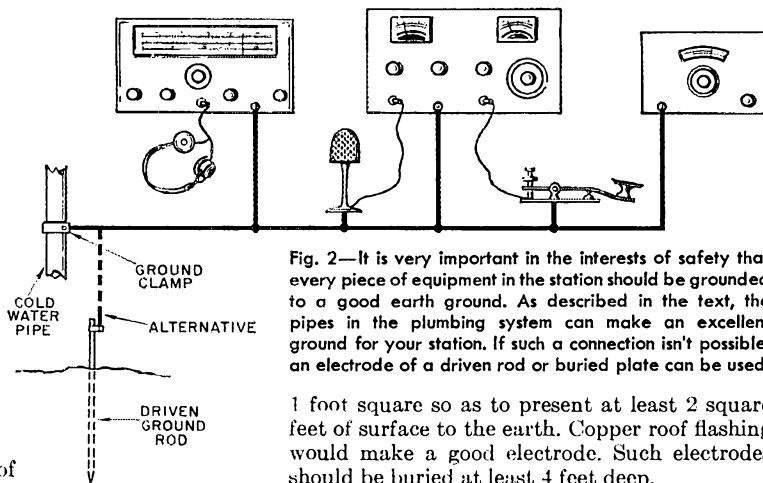 GROUND
CLAMP
COLD
WATER
PIPE
ALTERNATIVE
DRIVEN
GROUND
ROD
of
Fig. 2—It is very important in the interests of safety tha
every piece of equipment in the station should be grounded
to a good earth ground. As described in the text, the
pipes in the plumbing system can make an excellen
ground for your station. If such a connection isn't possible
an electrode of a driven rod or buried plate can be used
1 foot square so as to present at least 2 square
feet of surface to the earth. Copper roof flashing
would make a good electrode. Such electrode
should be buried at least 4 feet deep.